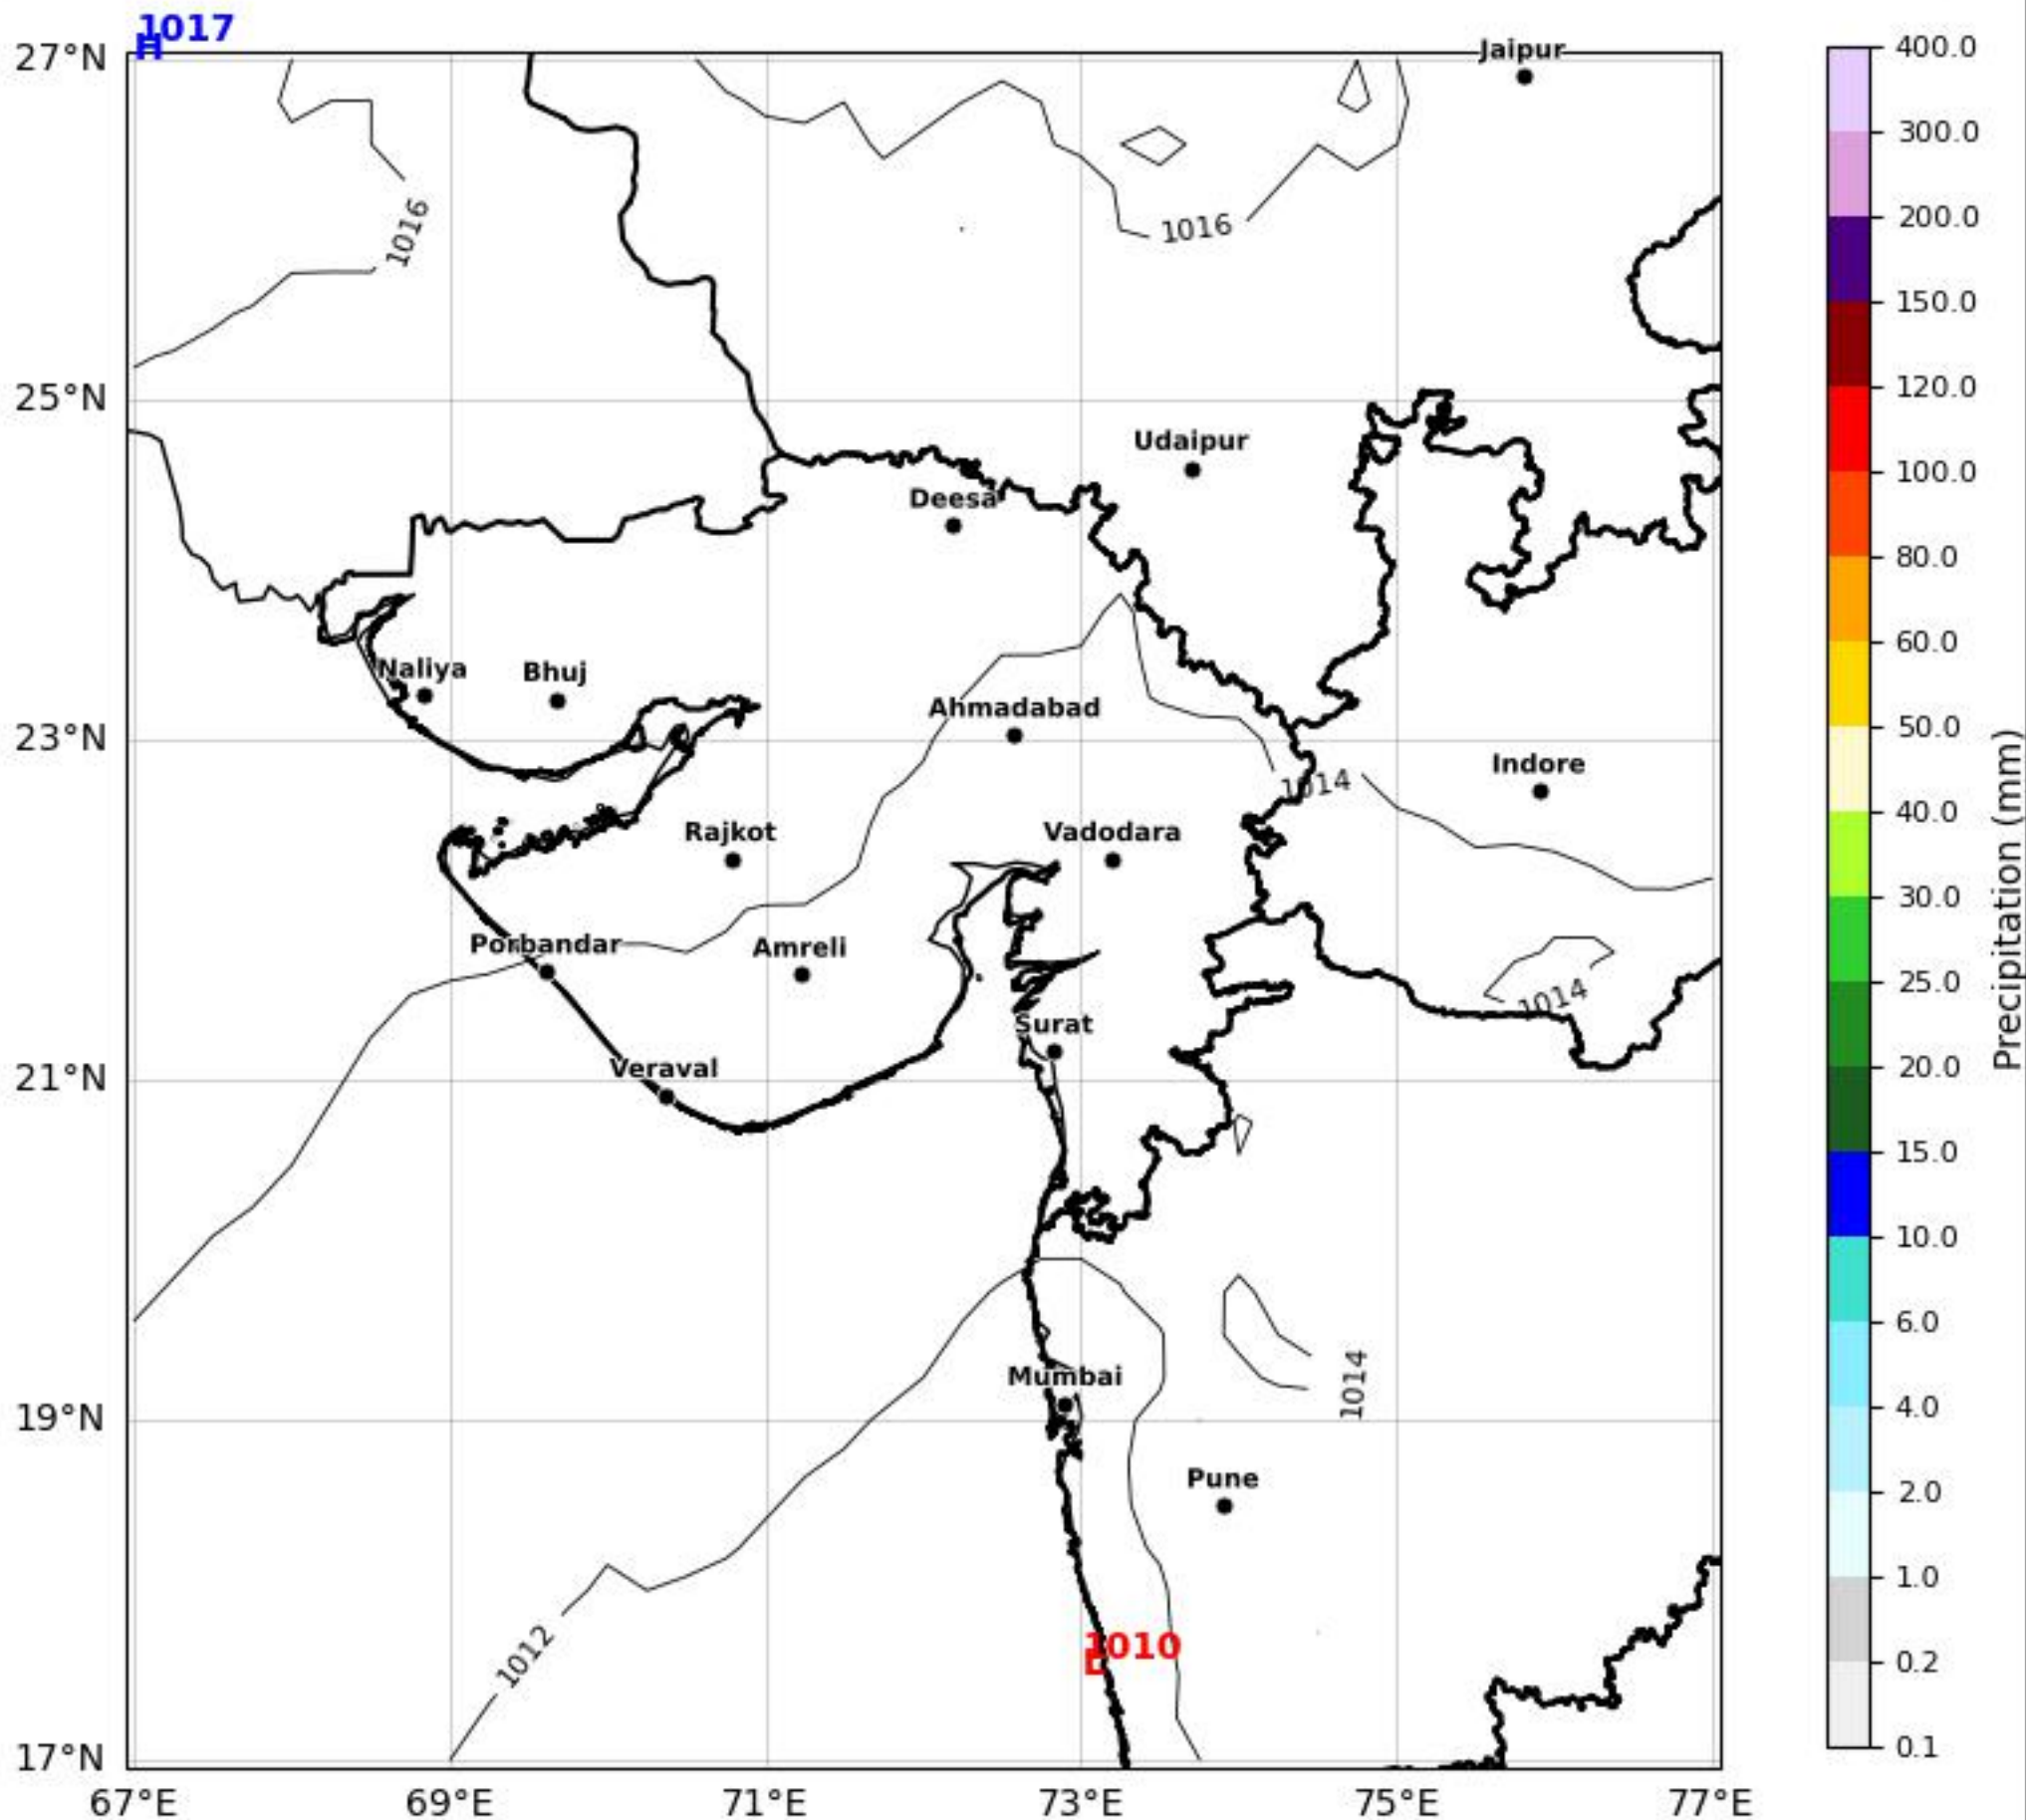 1017
H
27°N
25°N
23°N
21°N
19°N
17°N
67°E
69°E
71°E
73°E
75°E
77°E
Jaipur
1016
1016
Udaipur
Deesa
Naliya
Bhuj
Ahmadabad
1014
Indore
Rajkot
Vadodara
Porbandar
Amreli
1014
Surat
Veraval
Mumbai
1014
Pune
1012
1010
L
400.0
300.0
200.0
150.0
120.0
100.0
80.0
60.0
50.0
40.0
30.0
25.0
20.0
15.0
10.0
6.0
4.0
2.0
1.0
0.2
0.1
Precipitation (mm)